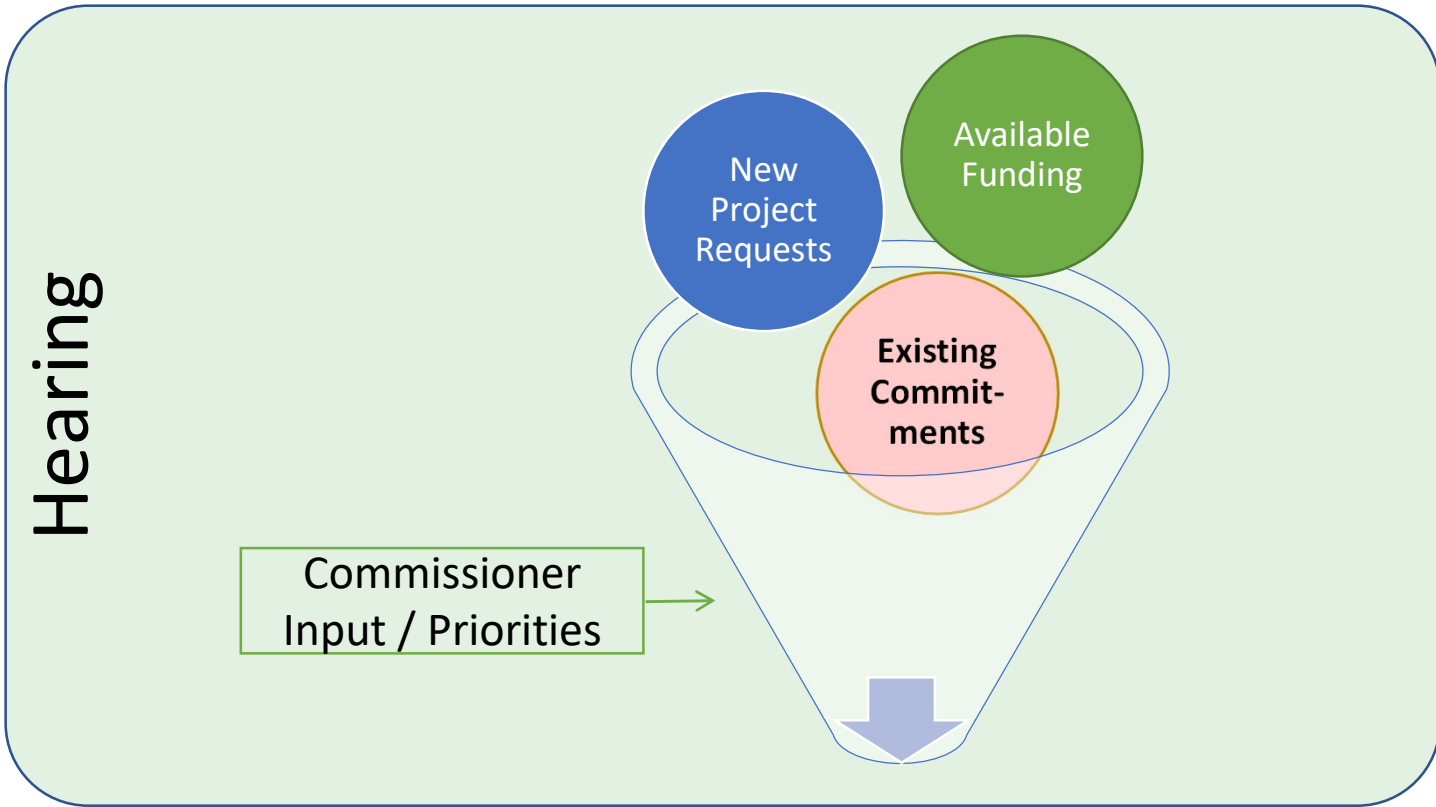 Hearing
New
Project
Requests
Available
Funding
Existing
Commit-
ments
Commissioner
Input / Priorities